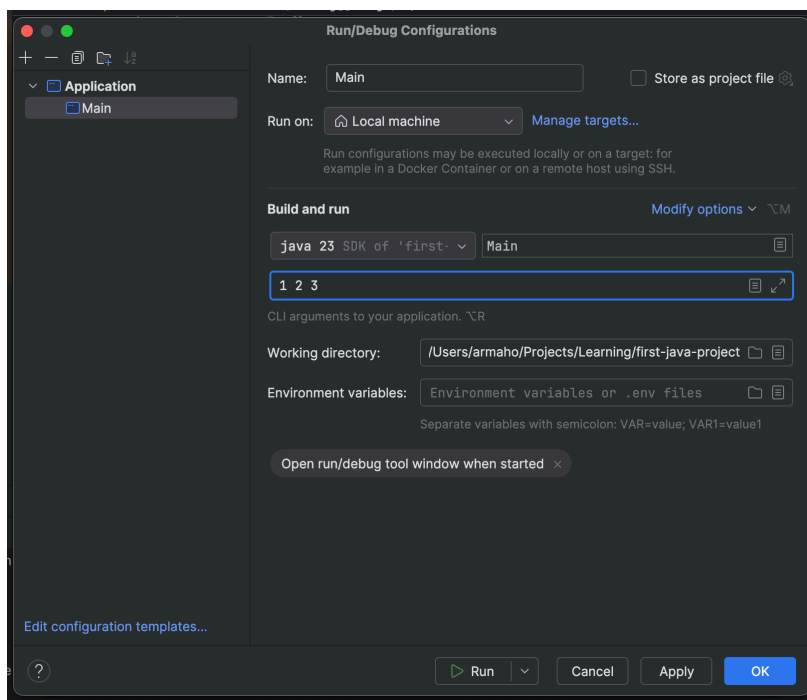 Run/Debug Configurations
Application
Main
Name: Main Store as project file
Run on: Local machine Manage targets...
Run configurations may be executed locally or on a target: for
example in a Docker Container or on a remote host using SSH.
Build and run Modify options ⌥M
java 23 SDK of 'first- Main
1 2 3
CLI arguments to your application. ⌥R
Working directory: /Users/armaho/Projects/Learning/first-java-project
Environment variables: Environment variables or .env files
Separate variables with semicolon: VAR=value; VAR1=value1
Open run/debug tool window when started
Edit configuration templates...
? Run Cancel Apply OK